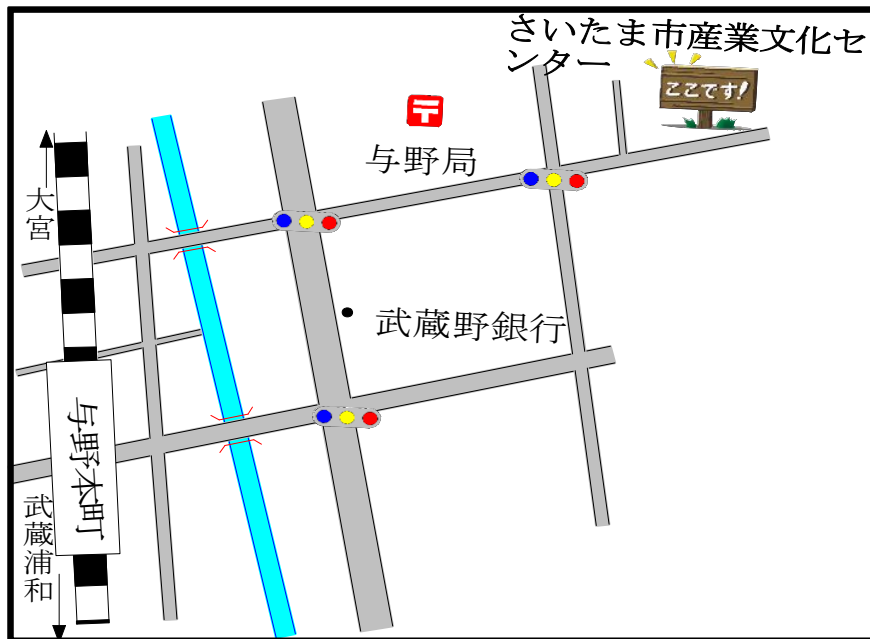 さいたま市産業文化セ
ンター
ここです!
〒
与野局
大宮
武蔵野銀行
与野本町
武蔵浦和